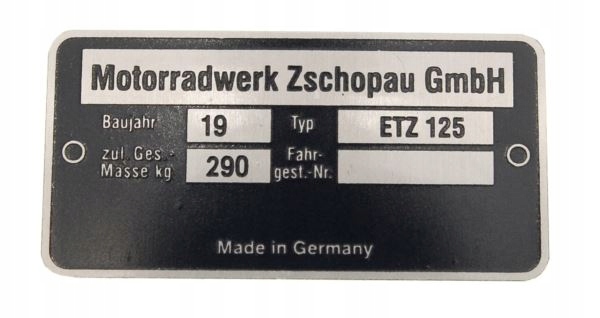 Motorradwerk Zschopau GmbH
Baujahr 19 Typ ETZ 125
zul. Ges.- Masse kg 290 Fahr- gest.-Nr.
Made in Germany